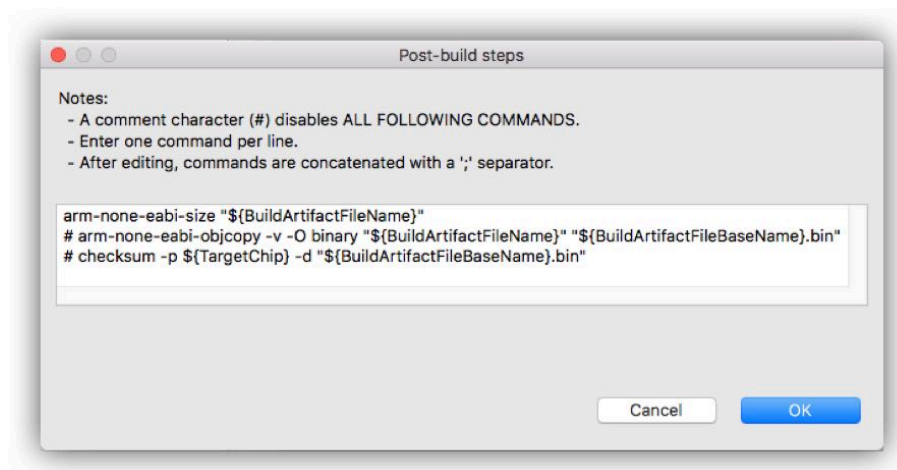 Post-build steps
Notes:
- A comment character (#) disables ALL FOLLOWING COMMANDS.
- Enter one command per line.
- After editing, commands are concatenated with a ';' separator.
arm-none-eabi-size "${BuildArtifactFileName}"
# arm-none-eabi-objcopy -v -O binary "${BuildArtifactFileName}" "${BuildArtifactFileBaseName}.bin"
# checksum -p ${TargetChip} -d "${BuildArtifactFileBaseName}.bin"
Cancel OK